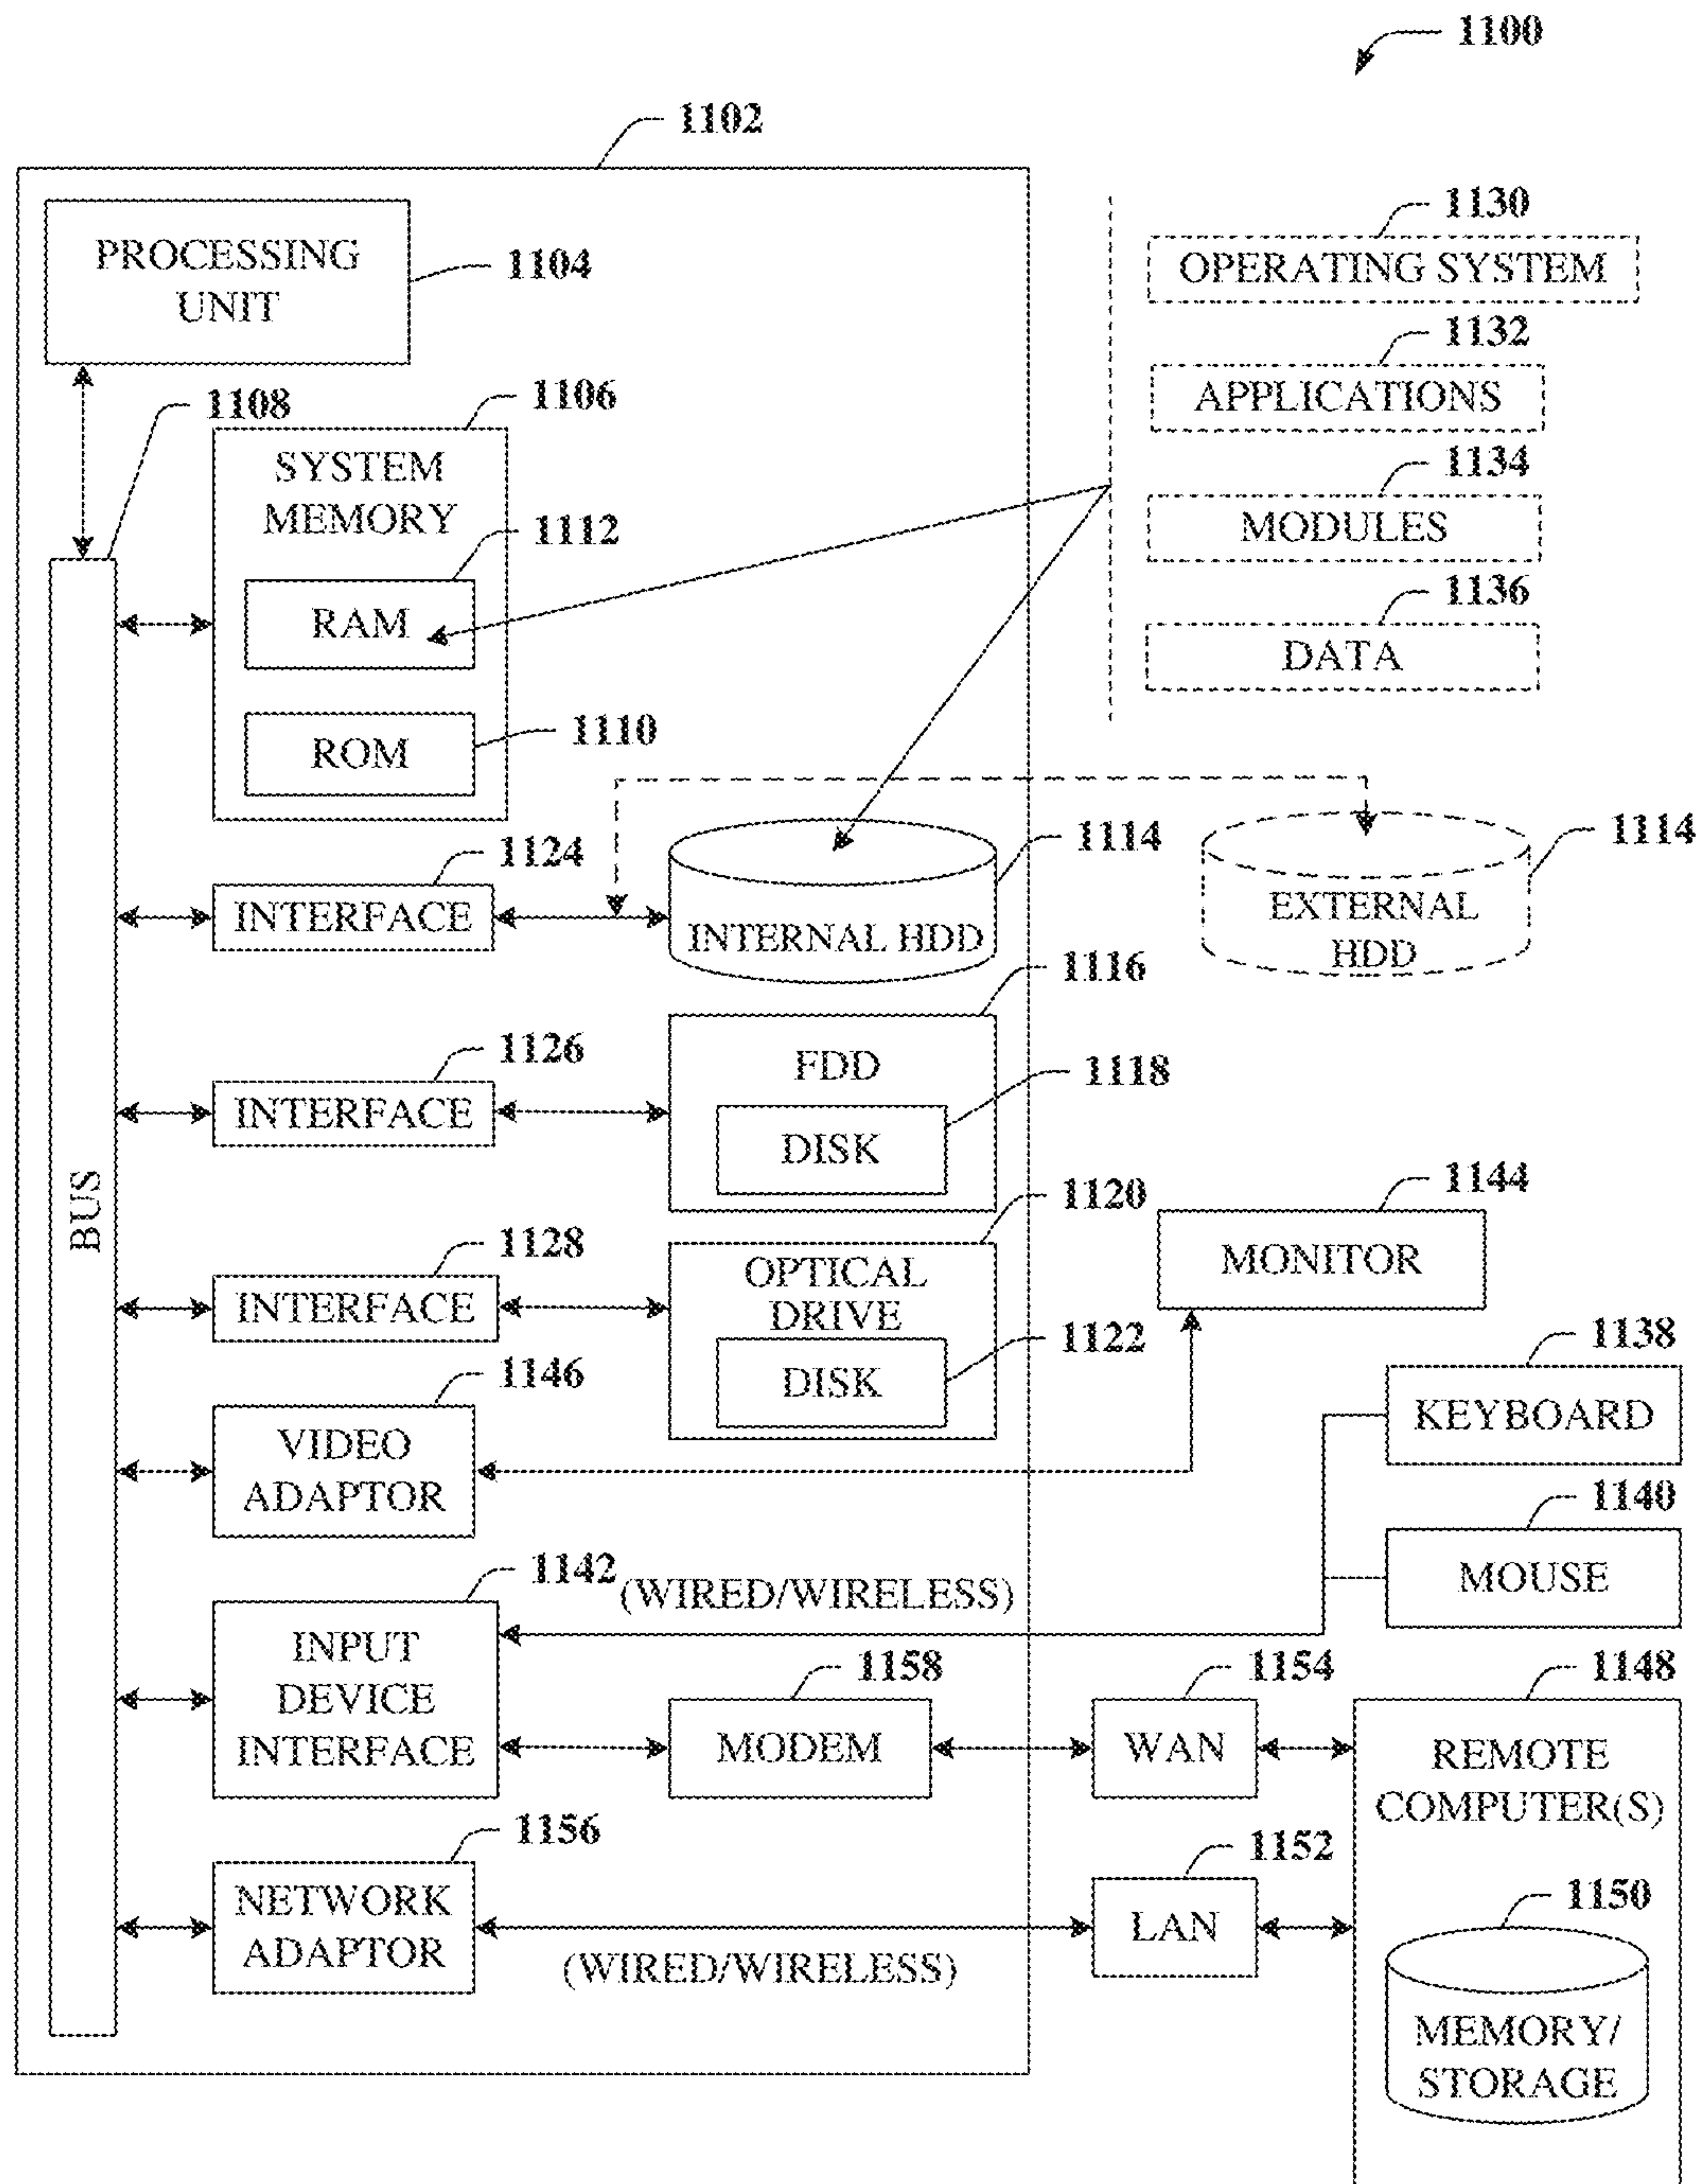 1100
1102
PROCESSING
UNIT
1104
1130
OPERATING SYSTEM
1132
APPLICATIONS
1134
MODULES
1136
DATA
1108
1106
SYSTEM
MEMORY
1112
RAM
1110
ROM
1124
INTERFACE
1114
INTERNAL HDD
1114
EXTERNAL
HDD
1126
INTERFACE
1116
FDD
1118
DISK
BUS
1128
INTERFACE
1120
OPTICAL
DRIVE
1122
DISK
1144
MONITOR
1146
VIDEO
ADAPTOR
1138
KEYBOARD
1140
MOUSE
1142
(WIRED/WIRELESS)
INPUT
DEVICE
INTERFACE
1158
MODEM
1154
WAN
1148
REMOTE
COMPUTER(S)
1156
NETWORK
ADAPTOR
(WIRED/WIRELESS)
1152
LAN
1150
MEMORY/
STORAGE